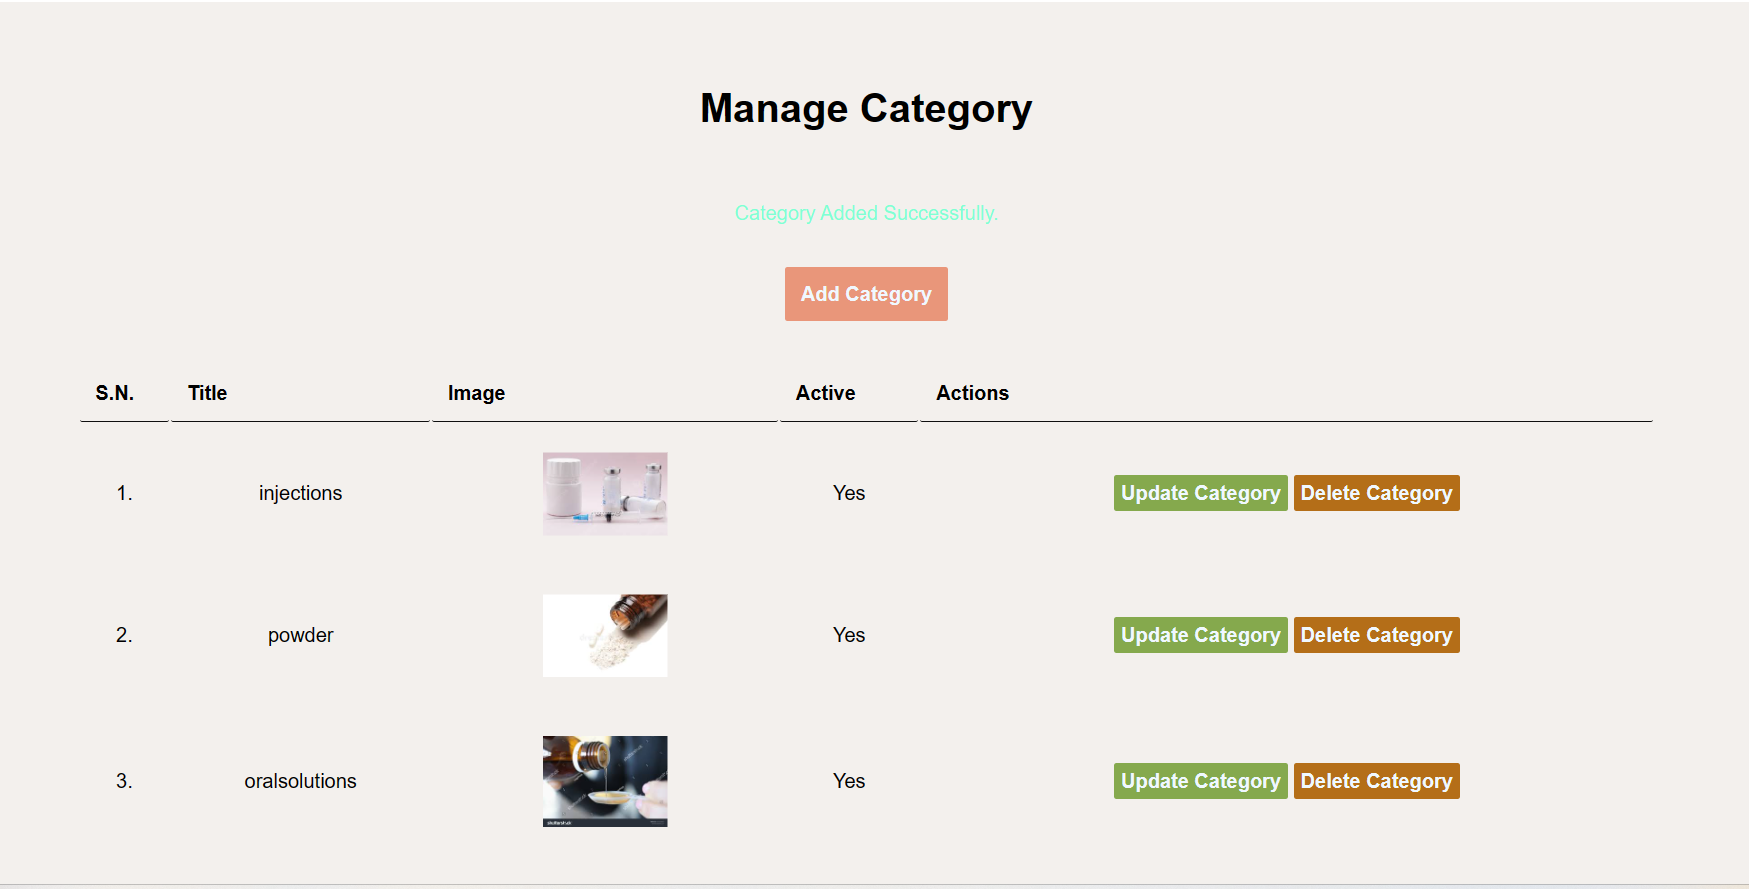 Manage Category
Category Added Successfully.
Add Category
S.N. Title Image Active Actions
1. injections Yes Update Category Delete Category
2. powder Yes Update Category Delete Category
3. oralsolutions Yes Update Category Delete Category